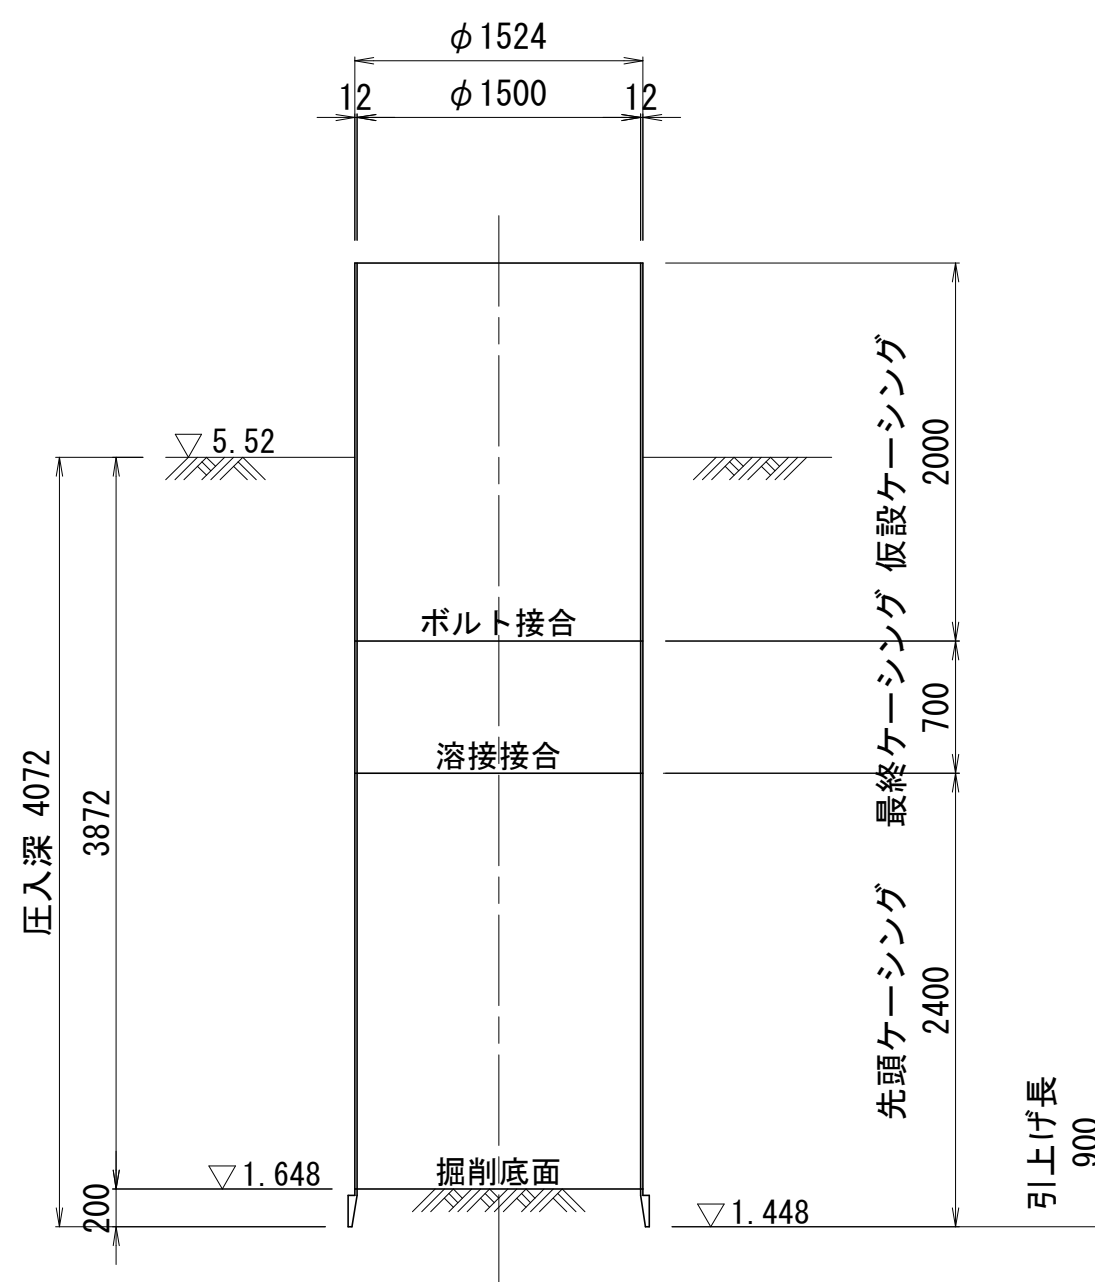 φ1524
12
φ1500
12
5.52
仮設ケーシング
2000
ボルト接合
最終ケーシング
700
溶接接合
圧入深 4072
3872
先頭ケーシング
2400
掘削底面
1.648
200
1.448
引上げ長
900